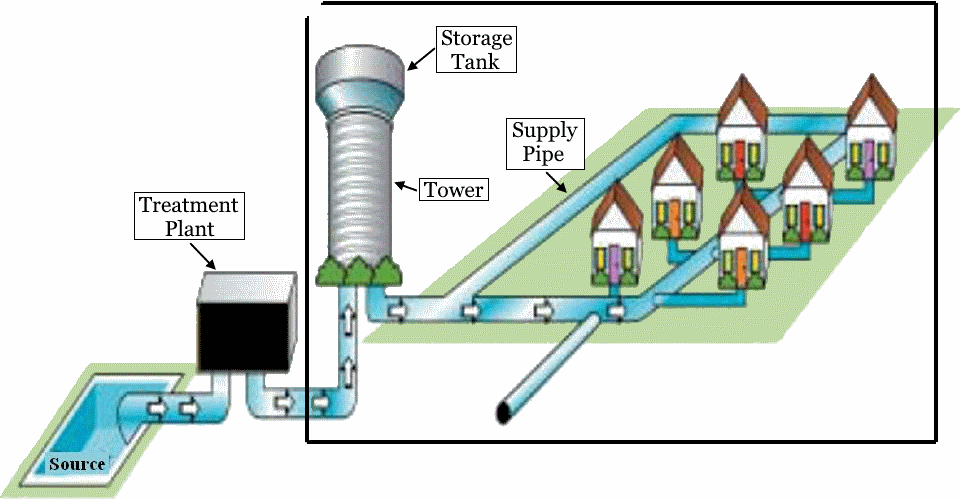 Storage
Tank
Supply
Pipe
Tower
Treatment
Plant
Source